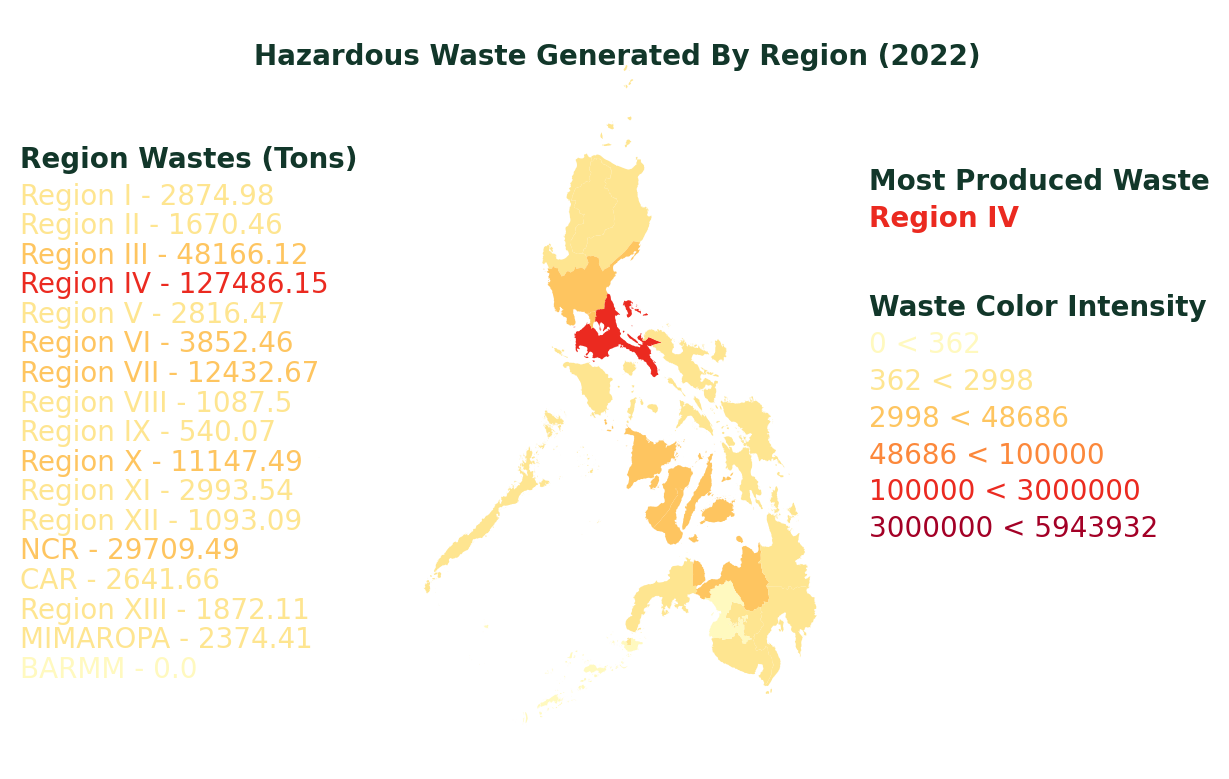 Hazardous Waste Generated By Region (2022)
Region Wastes (Tons)
Region I - 2874.98
Region II - 1670.46
Region III - 48166.12
Region IV - 127486.15
Region V - 2816.47
Region VI - 3852.46
Region VII - 12432.67
Region VIII - 1087.5
Region IX - 540.07
Region X - 11147.49
Region XI - 2993.54
Region XII - 1093.09
NCR - 29709.49
CAR - 2641.66
Region XIII - 1872.11
MIMAROPA - 2374.41
BARMM - 0.0
Most Produced Waste
Region IV
Waste Color Intensity
0 < 362
362 < 2998
2998 < 48686
48686 < 100000
100000 < 3000000
3000000 < 5943932